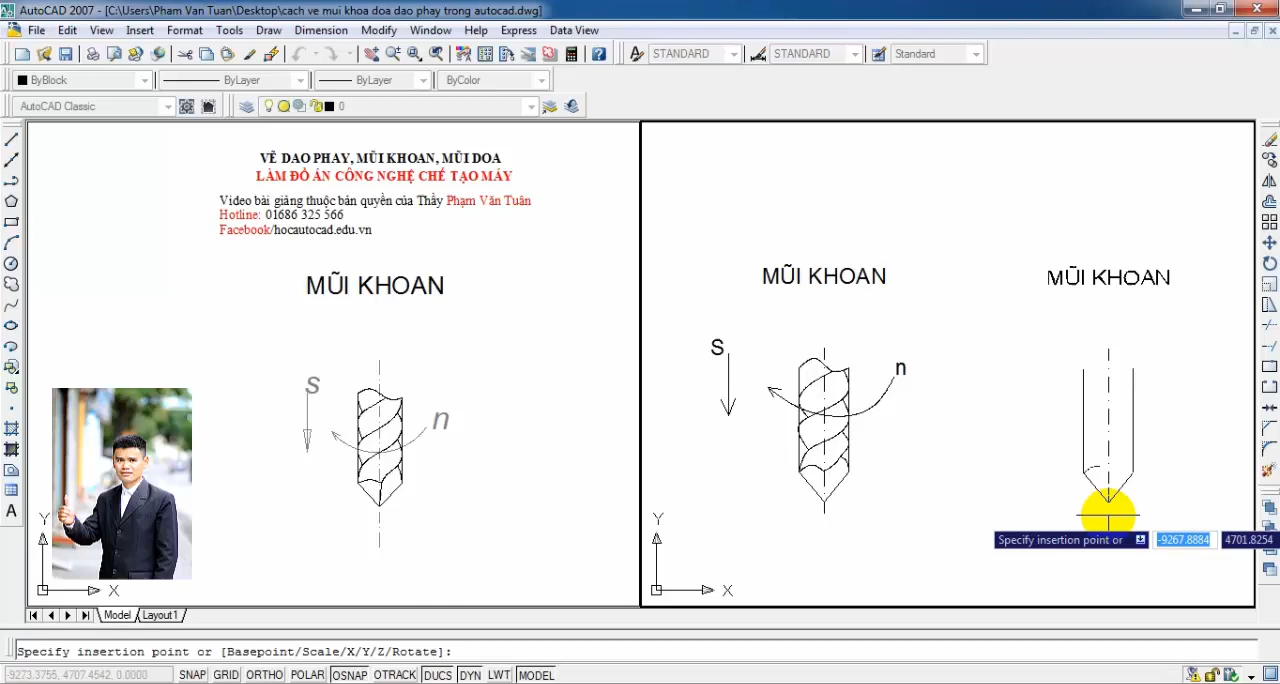 AutoCAD 2007 - [C:\Users\Pham Van Tuan\Desktop\cach ve mui khoa doa dao phay trong autocad.dwg]
File Edit View Insert Format Tools Draw Dimension Modify Window Help Express Data View
STANDARD STANDARD Standard
ByBlock ByLayer ByLayer ByColor
AutoCAD Classic 0
VẼ DAO PHAY, MŨI KHOAN, MŨI DOA
LÀM ĐỒ ÁN CÔNG NGHỆ CHẾ TẠO MÁY
Video bài giảng thuộc bản quyền của Thầy Phạm Văn Tuân
Hotline: 01686 325 566
Facebook/hocautocad.edu.vn
MŨI KHOAN
S
n
Y
X
MŨI KHOAN
MŨI KHOAN
S
n
Y
X
Specify insertion point or -9267.8884 4701.8254
A
Model Layout1
Specify insertion point or [Basepoint/Scale/X/Y/Z/Rotate]:
-9273.3755, 4707.4542, 0.0000 SNAP GRID ORTHO POLAR OSNAP OTRACK DUCS DYN LWT MODEL